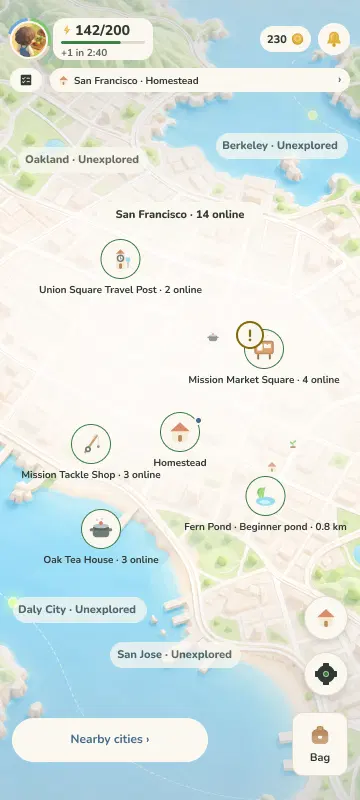 142/200
+1 in 2:40
230
San Francisco · Homestead ›
Berkeley · Unexplored
Oakland · Unexplored
San Francisco · 14 online
Union Square Travel Post · 2 online
!
Mission Market Square · 4 online
Homestead
Mission Tackle Shop · 3 online
Fern Pond · Beginner pond · 0.8 km
Oak Tea House · 3 online
Daly City · Unexplored
San Jose · Unexplored
Nearby cities ›
Bag